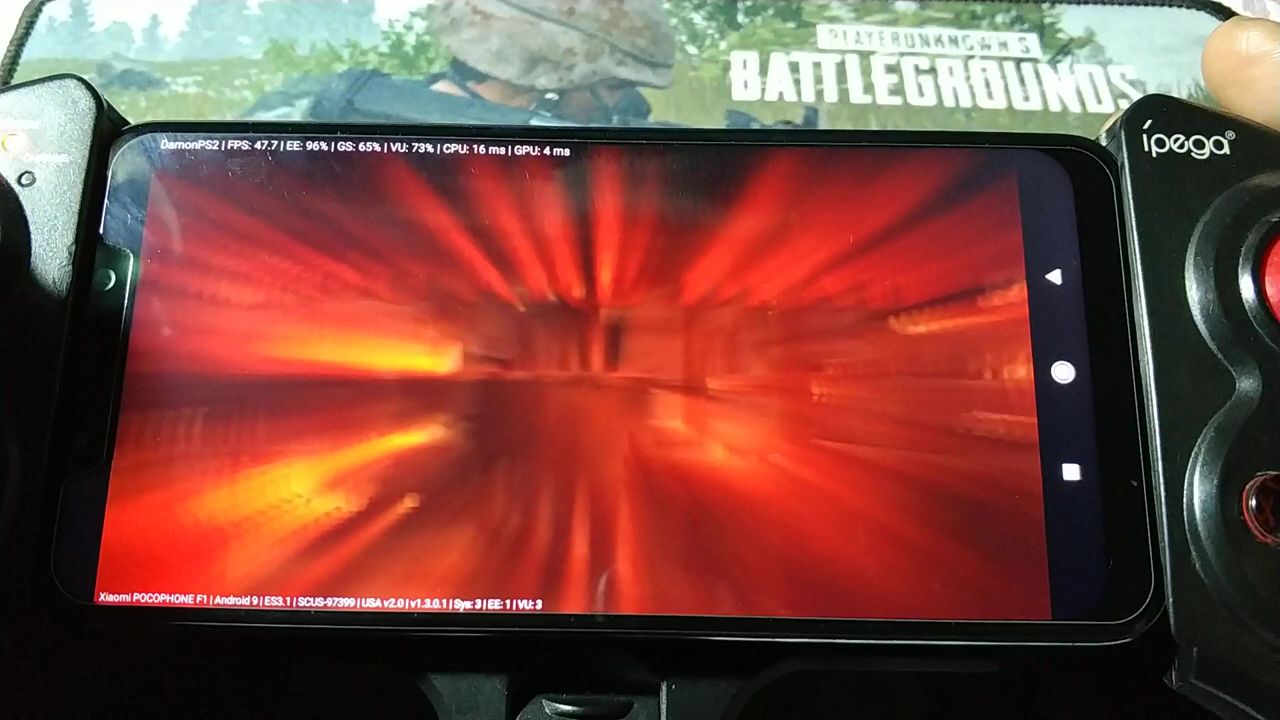 PLAYERUNKNOWN'S
BATTLEGROUNDS
ípega®
DamonPS2 | FPS: 47.7 | EE: 96% | GS: 65% | VU: 73% | CPU: 16 ms | GPU: 4 ms
Xiaomi POCOPHONE F1 | Android 9 | ES3.1 | SCUS-97399 | USA v2.0 | v1.3.0.1 | Sys: 3 | EE: 1 | VU: 3